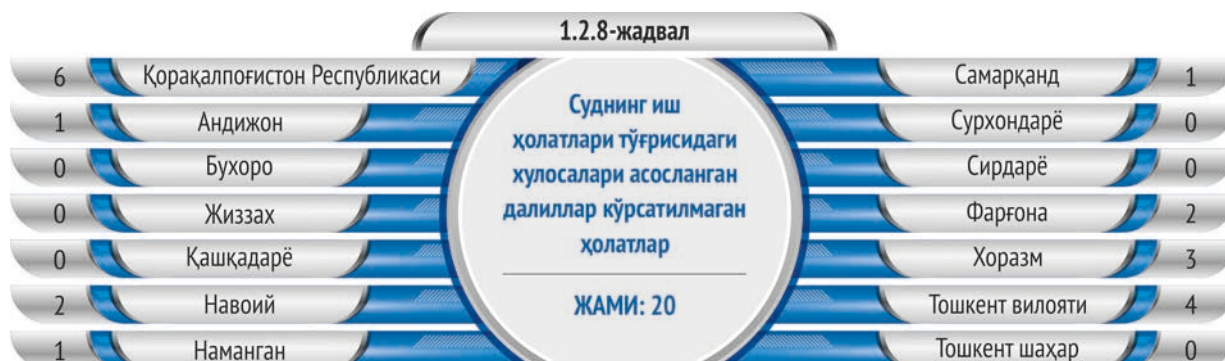 1.2.8-жадвал
6 Қорақалпоғистон Республикаси
1 Андижон
0 Бухоро
0 Жиззах
0 Қашқадарё
2 Навоий
1 Наманган
Суднинг иш
ҳолатлари тўғрисидаги
хулосалари асосланган
далиллар кўрсатилмаган
ҳолатлар
ЖАМИ: 20
Самарқанд 1
Сурхондарё 0
Сирдарё 0
Фарғона 2
Хоразм 3
Тошкент вилояти 4
Тошкент шаҳар 0